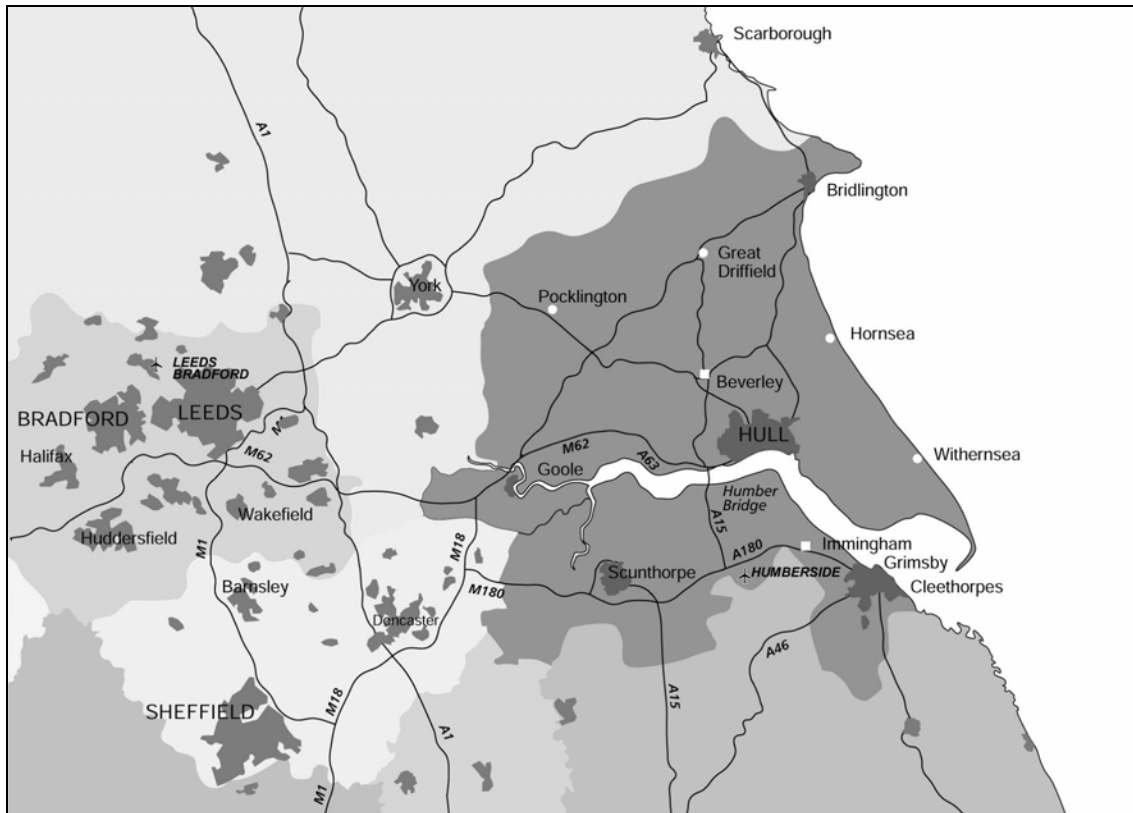 Scarborough
A1
Bridlington
Great
Driffield
York
Pocklington
Hornsea
LEEDS
BRADFORD
Beverley
BRADFORD
LEEDS
HULL
M62
A63
Halifax
M62
Goole
Withernsea
Humber
Bridge
Wakefield
A15
Huddersfield
M1
M18
A180
Immingham
Grimsby
Scunthorpe
HUMBERSIDE
Cleethorpes
Barnsley
M180
Doncaster
A46
SHEFFIELD
M18
A15
A1
M1